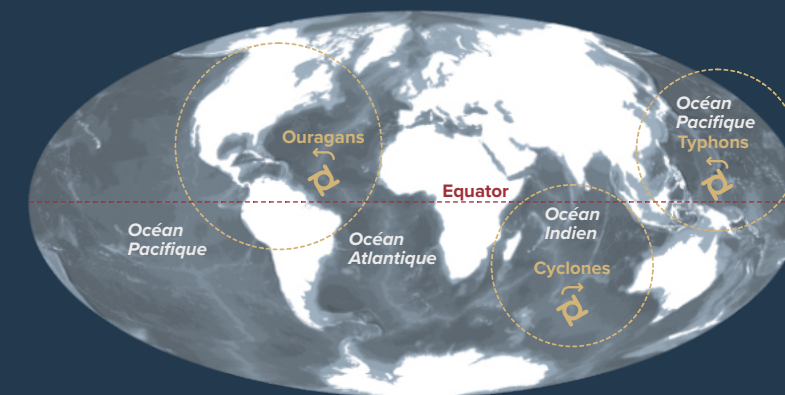 Océan
Pacifique
Typhons
Ouragans
Equator
Océan
Indien
Océan
Pacifique
Océan
Atlantique
Cyclones